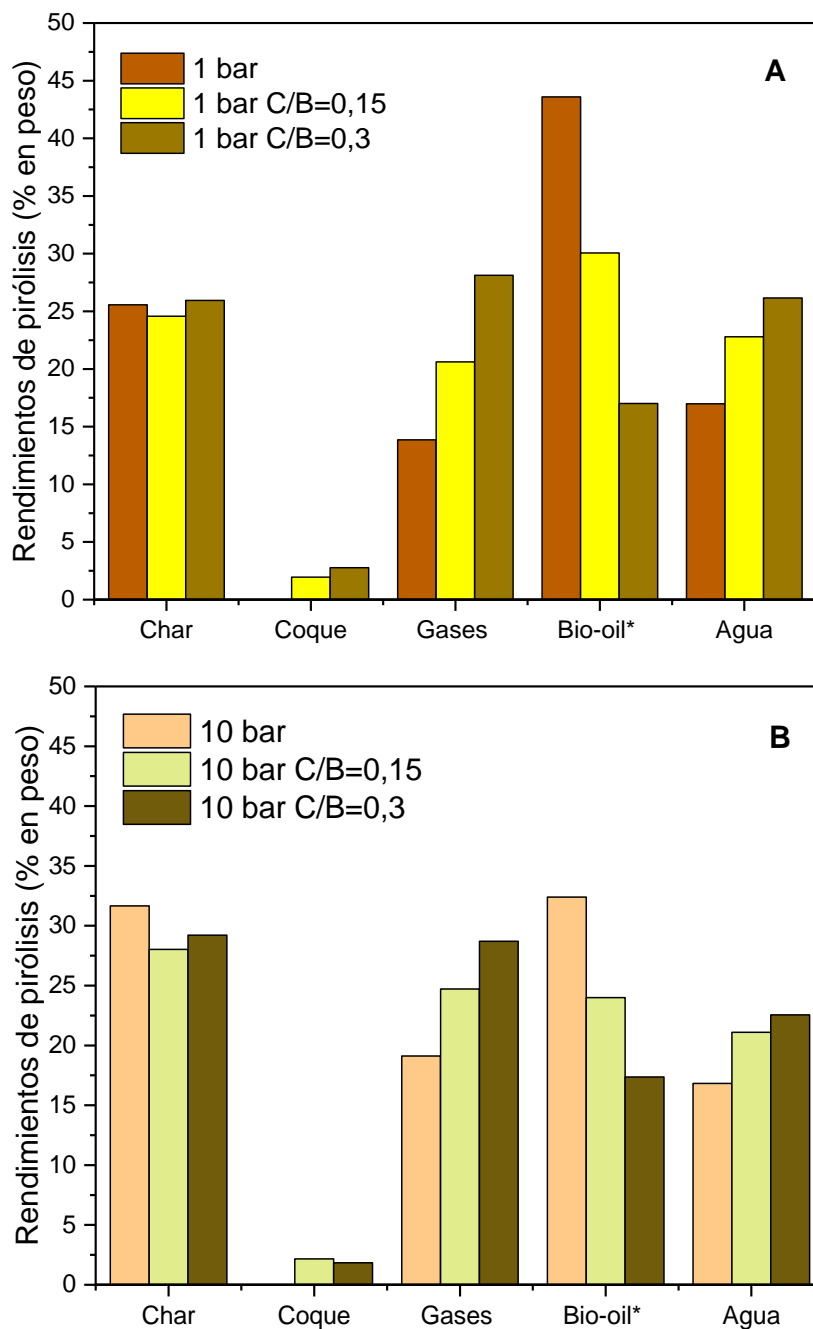 50
45
40
35
30
25
20
15
10
5
0
Rendimientos de pirólisis (% en peso)
1 bar
1 bar C/B=0,15
1 bar C/B=0,3
A
Char Coque Gases Bio-oil* Agua
50
45
40
35
30
25
20
15
10
5
0
Rendimientos de pirólisis (% en peso)
10 bar
10 bar C/B=0,15
10 bar C/B=0,3
B
Char Coque Gases Bio-oil* Agua